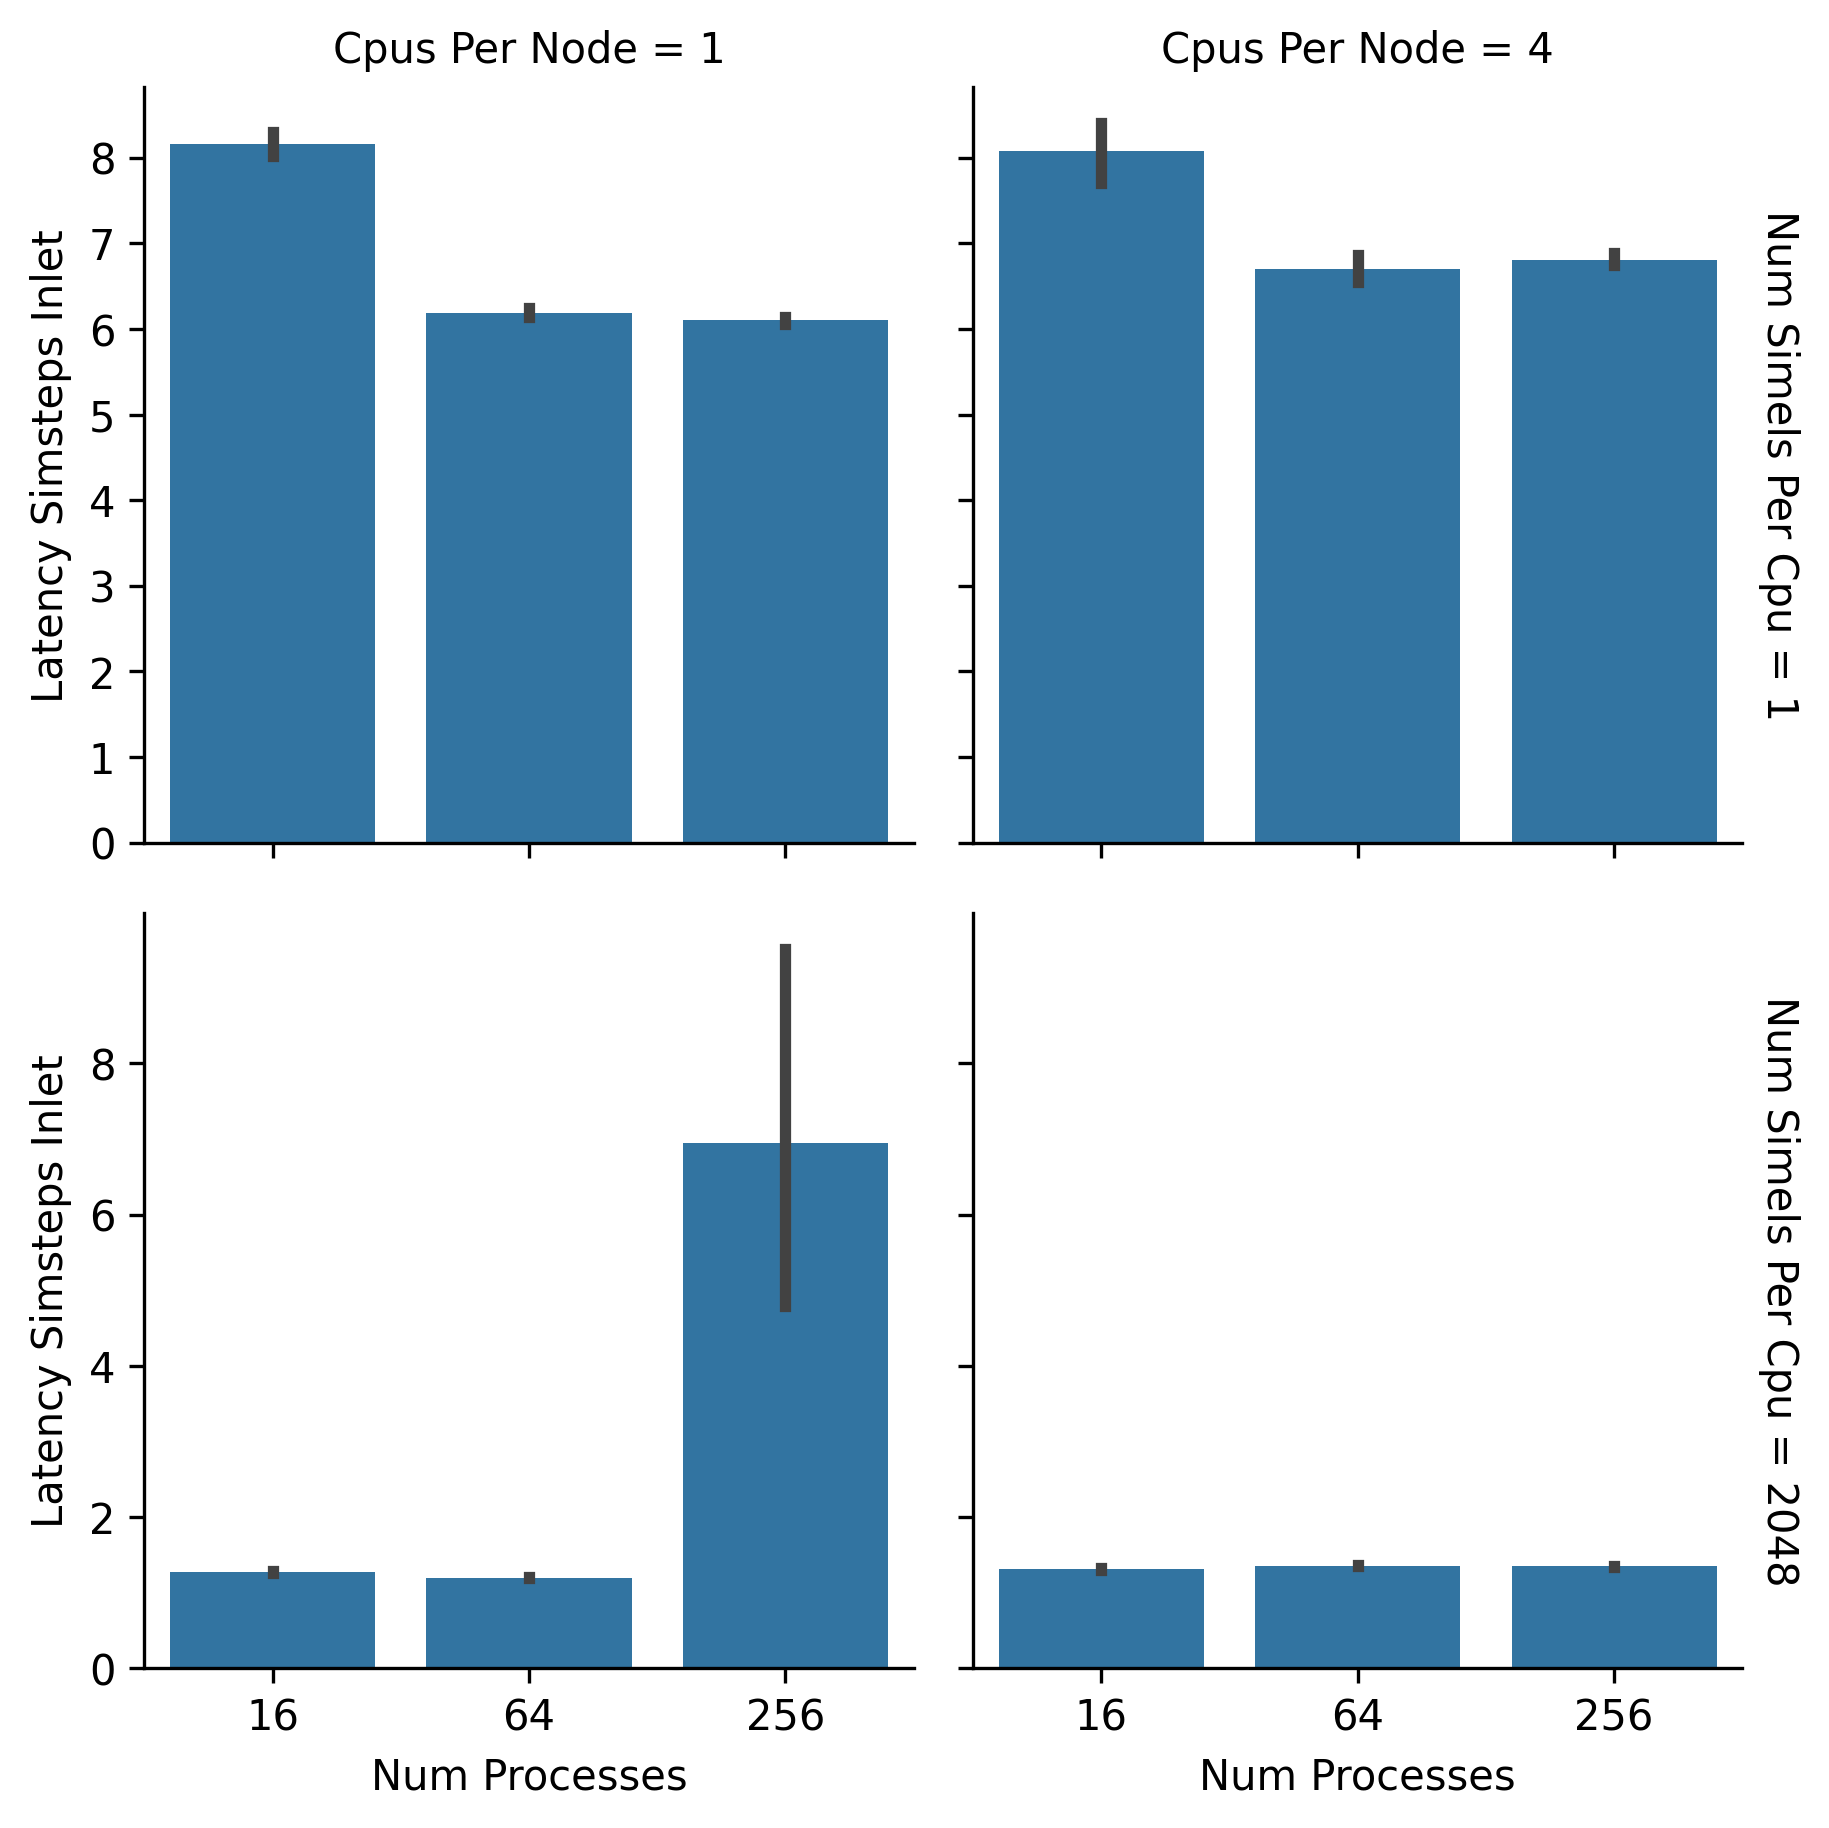 Cpus Per Node = 1
Cpus Per Node = 4
Latency Simsteps Inlet
8
7
6
5
4
3
2
1
0
Num Simels Per Cpu = 1
Latency Simsteps Inlet
8
6
4
2
0
Num Simels Per Cpu = 2048
16 64 256
16 64 256
Num Processes
Num Processes